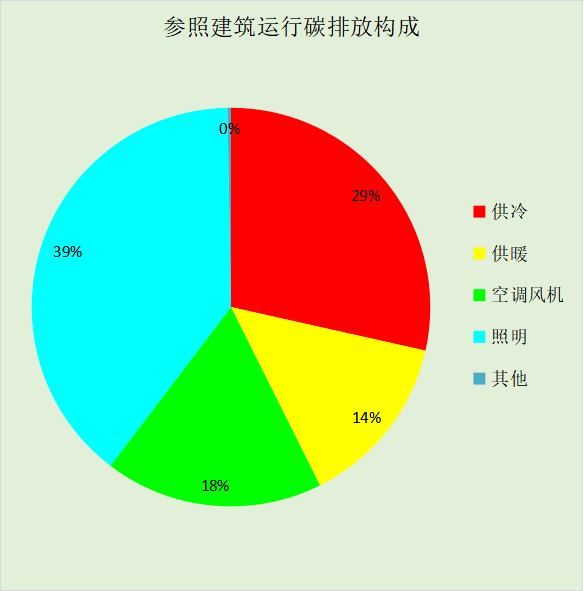 参照建筑运行碳排放构成
0%
29%
39%
14%
18%
供冷
供暖
空调风机
照明
其他